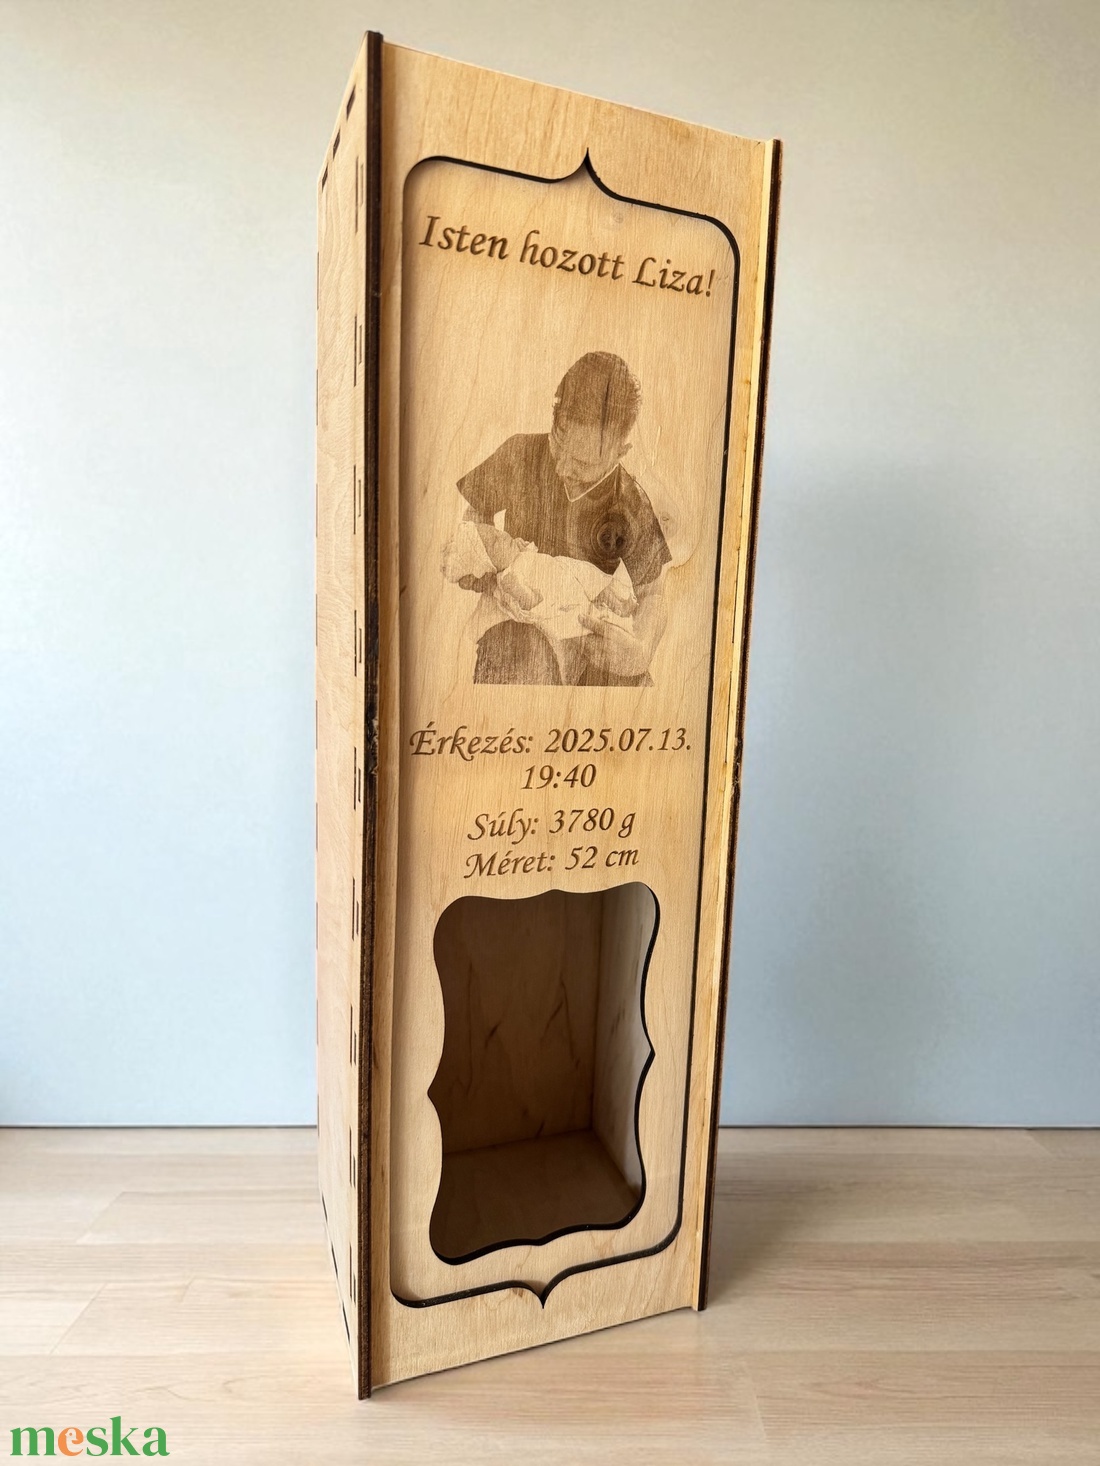 Isten hozott Liza!
Érkezés: 2025.07.13.
19:40
Súly: 3780 g
Méret: 52 cm
meska